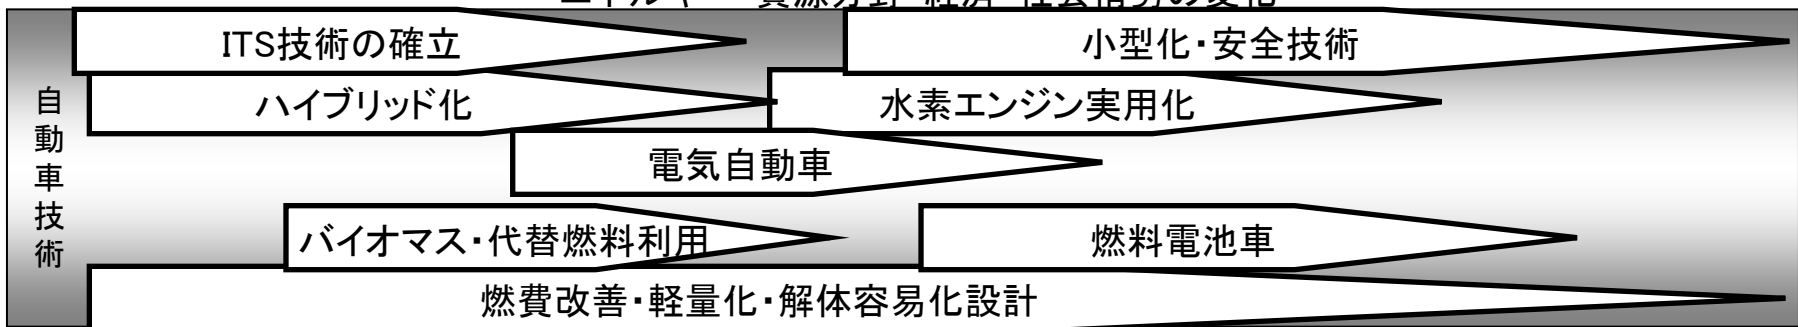 ITS技術の確立
小型化・安全技術
ハイブリッド化
水素エンジン実用化
電気自動車
バイオマス・代替燃料利用
燃料電池車
燃費改善・軽量化・解体容易化設計
自動車技術